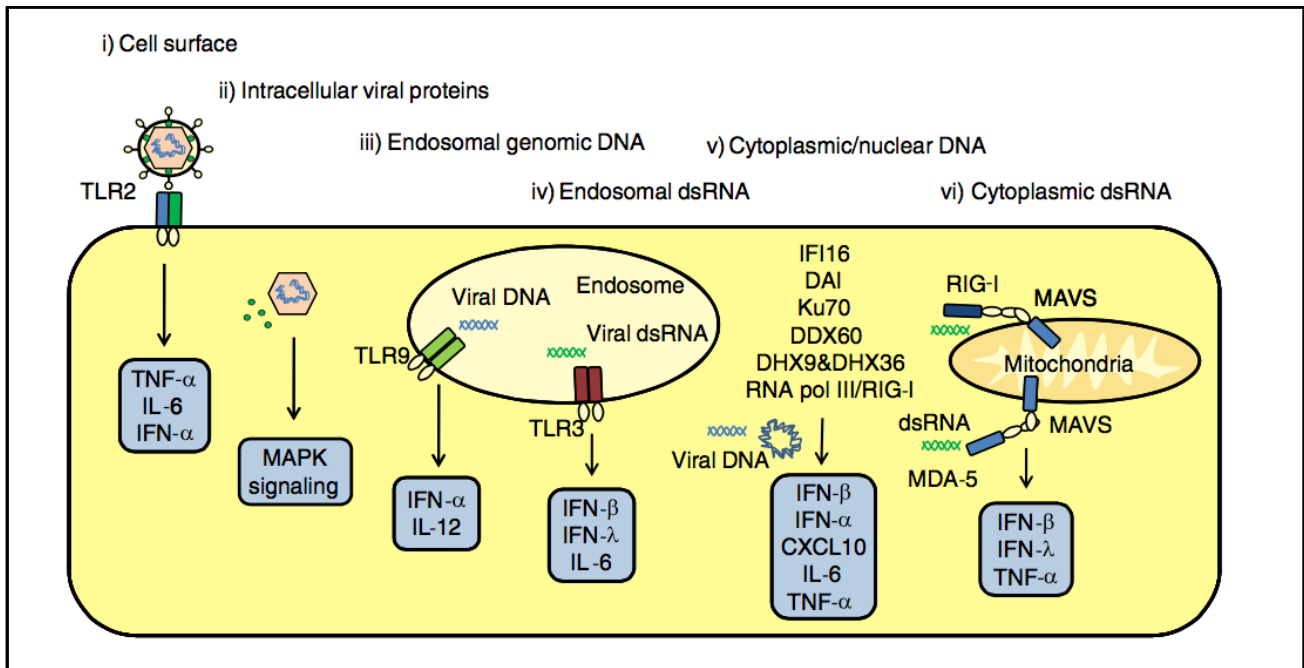 i) Cell surface
ii) Intracellular viral proteins
iii) Endosomal genomic DNA
v) Cytoplasmic/nuclear DNA
iv) Endosomal dsRNA
vi) Cytoplasmic dsRNA
TLR2
TNF-α
IL-6
IFN-α
MAPK
signaling
Viral DNA
Endosome
Viral dsRNA
TLR9
TLR3
IFN-α
IL-12
IFN-β
IFN-λ
IL-6
IFI16
DAI
Ku70
DDX60
DHX9&DHX36
RNA pol III/RIG-I
Viral DNA
IFN-β
IFN-α
CXCL10
IL-6
TNF-α
RIG-I
MAVS
Mitochondria
dsRNA
MAVS
MDA-5
IFN-β
IFN-λ
TNF-α